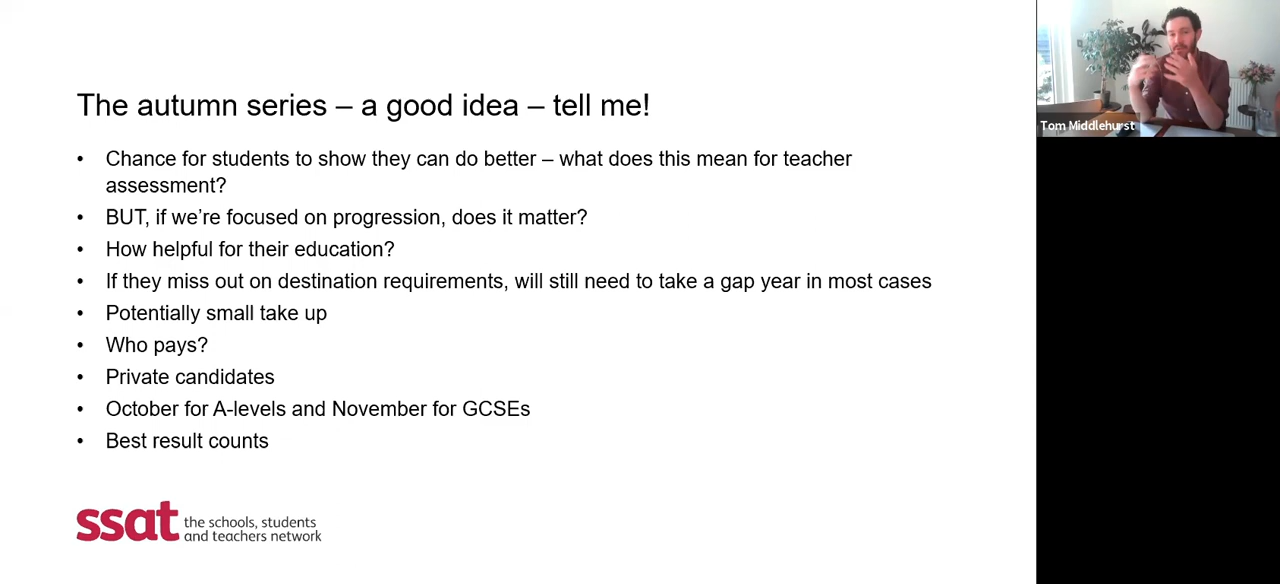 The autumn series – a good idea – tell me!
• Chance for students to show they can do better – what does this mean for teacher
assessment?
• BUT, if we’re focused on progression, does it matter?
• How helpful for their education?
• If they miss out on destination requirements, will still need to take a gap year in most cases
• Potentially small take up
• Who pays?
• Private candidates
• October for A-levels and November for GCSEs
• Best result counts
ssat the schools, students
and teachers network
Tom Middlehurst